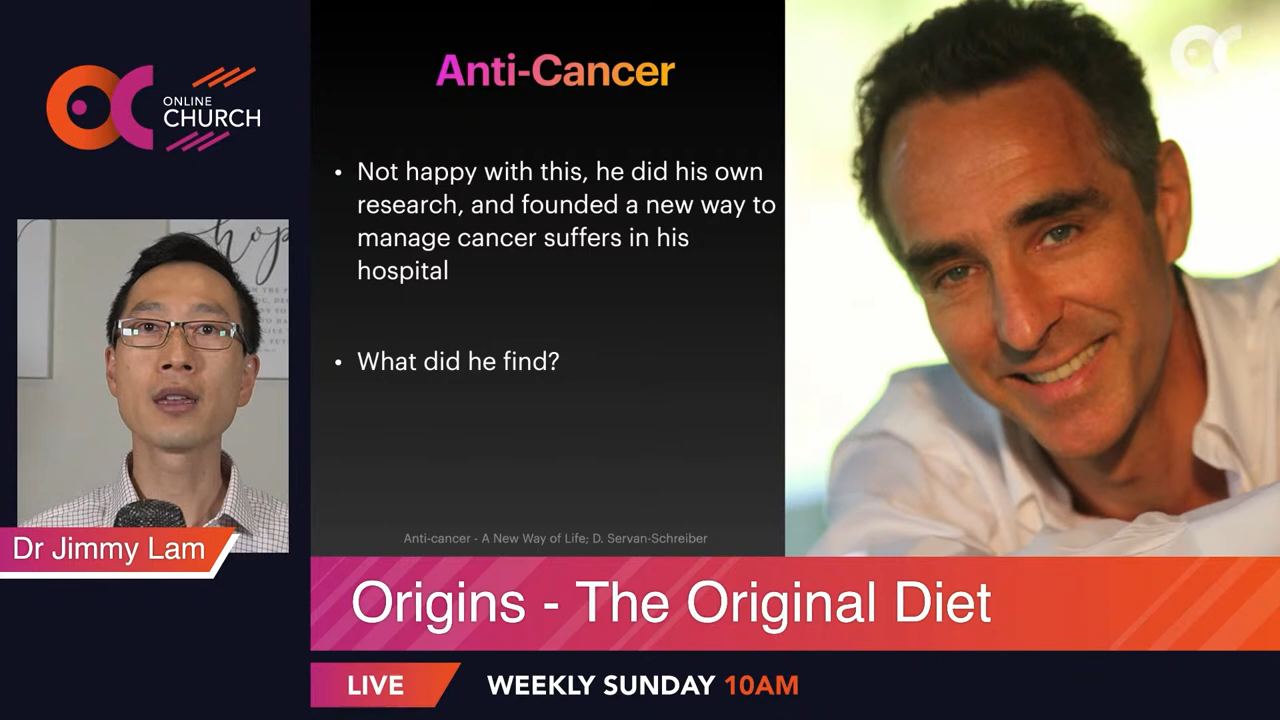 ONLINE
CHURCH
hop
Dr Jimmy Lam
Anti-Cancer
• Not happy with this, he did his own
research, and founded a new way to
manage cancer suffers in his
hospital
• What did he find?
Anti-cancer - A New Way of Life; D. Servan-Schreiber
Origins - The Original Diet
LIVE
WEEKLY SUNDAY 10AM